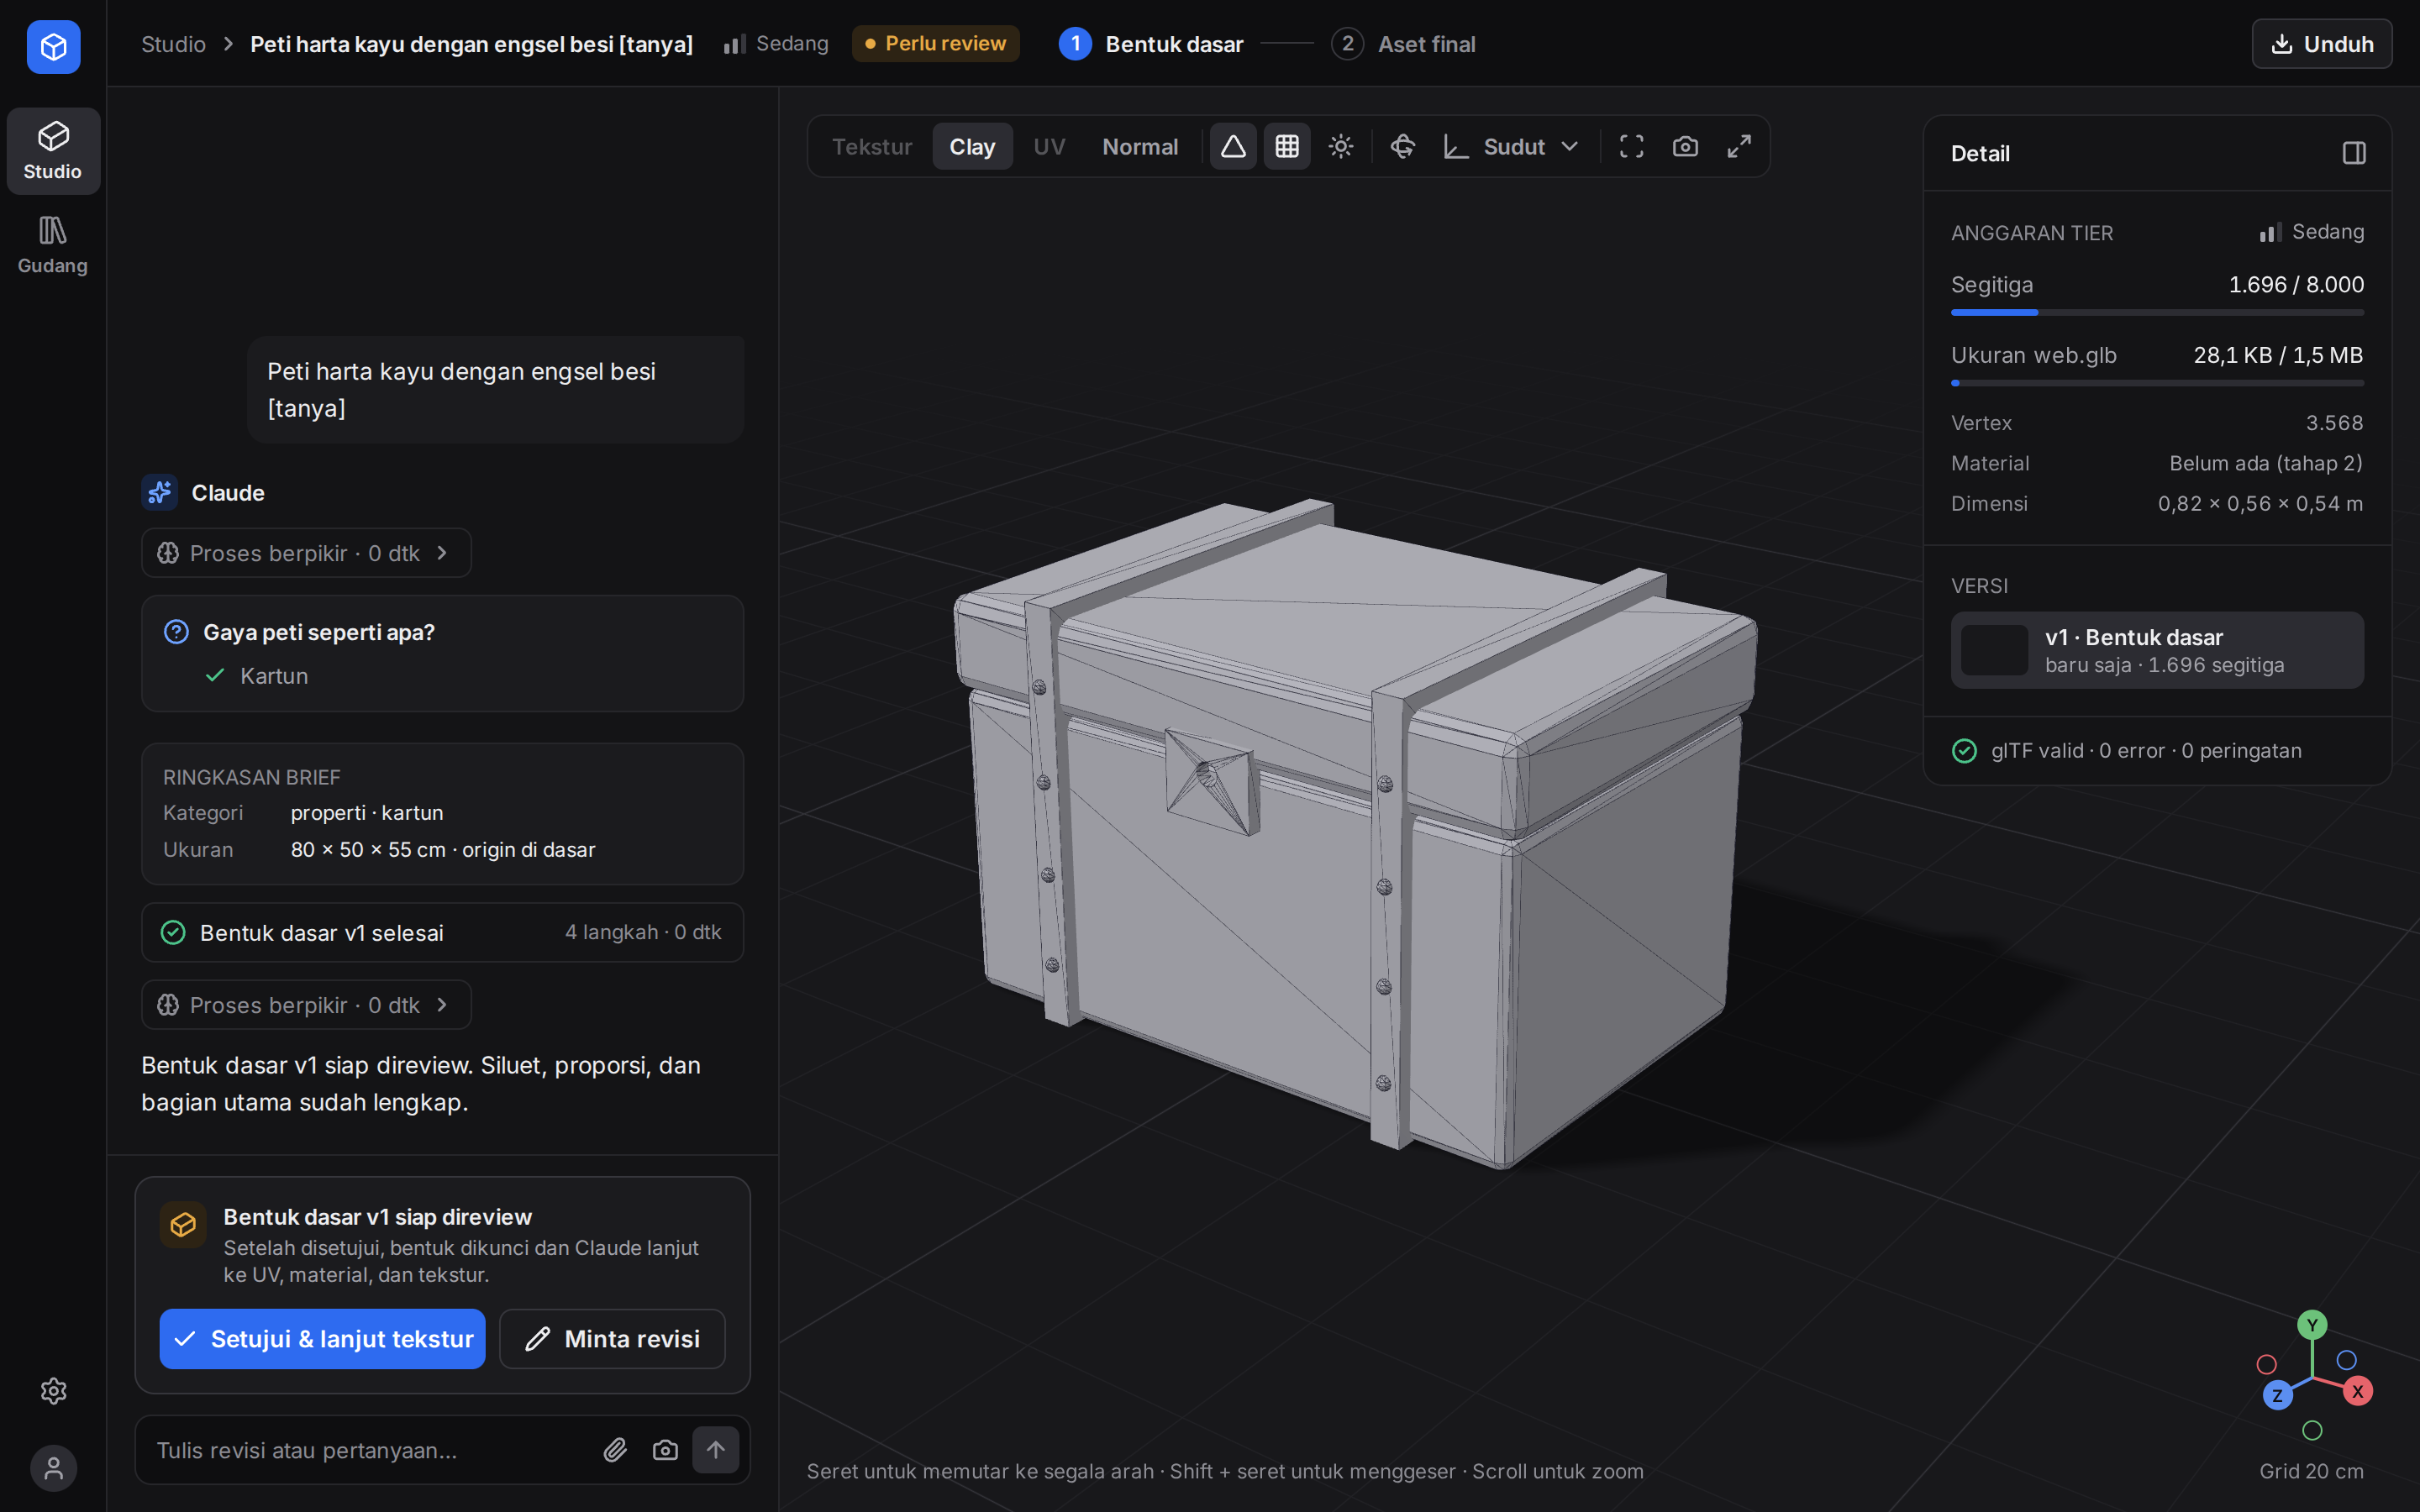 Studio
Gudang
Studio > Peti harta kayu dengan engsel besi [tanya]
Sedang
Perlu review
1 Bentuk dasar
2 Aset final
Unduh
Peti harta kayu dengan engsel besi
[tanya]
Claude
Proses berpikir · 0 dtk
Gaya peti seperti apa?
Kartun
RINGKASAN BRIEF
Kategori properti · kartun
Ukuran 80 × 50 × 55 cm · origin di dasar
Bentuk dasar v1 selesai 4 langkah · 0 dtk
Proses berpikir · 0 dtk
Bentuk dasar v1 siap direview. Siluet, proporsi, dan
bagian utama sudah lengkap.
Bentuk dasar v1 siap direview
Setelah disetujui, bentuk dikunci dan Claude lanjut
ke UV, material, dan tekstur.
Setujui & lanjut tekstur
Minta revisi
Tulis revisi atau pertanyaan...
Tekstur Clay UV Normal Sudut
Seret untuk memutar ke segala arah · Shift + seret untuk menggeser · Scroll untuk zoom
Detail
ANGGARAN TIER Sedang
Segitiga 1.696 / 8.000
Ukuran web.glb 28,1 KB / 1,5 MB
Vertex 3.568
Material Belum ada (tahap 2)
Dimensi 0,82 × 0,56 × 0,54 m
VERSI
v1 · Bentuk dasar
baru saja · 1.696 segitiga
glTF valid · 0 error · 0 peringatan
Y
Z
X
Grid 20 cm